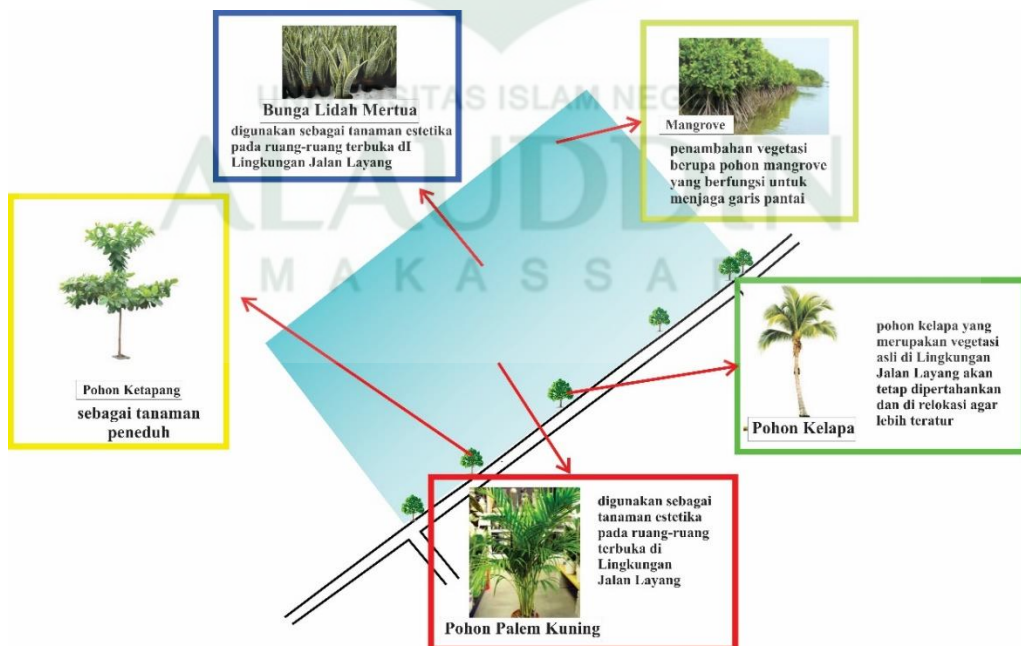 UNIVERSITAS ISLAM NEGERI
ALAUDDIN
MAKASSAR
Bunga Lidah Mertua
digunakan sebagai tanaman estetika
pada ruang-ruang terbuka dI
Lingkungan Jalan Layang
Mangrove
penambahan vegetasi
berupa pohon mangrove
yang berfungsi untuk
menjaga garis pantai
Pohon Ketapang
sebagai tanaman
peneduh
Pohon Kelapa
pohon kelapa yang
merupakan vegetasi
asli di Lingkungan
Jalan Layang akan
tetap dipertahankan
dan di relokasi agar
lebih teratur
digunakan sebagai
tanaman estetika
pada ruang-ruang
terbuka di
Lingkungan
Jalan Layang
Pohon Palem Kuning